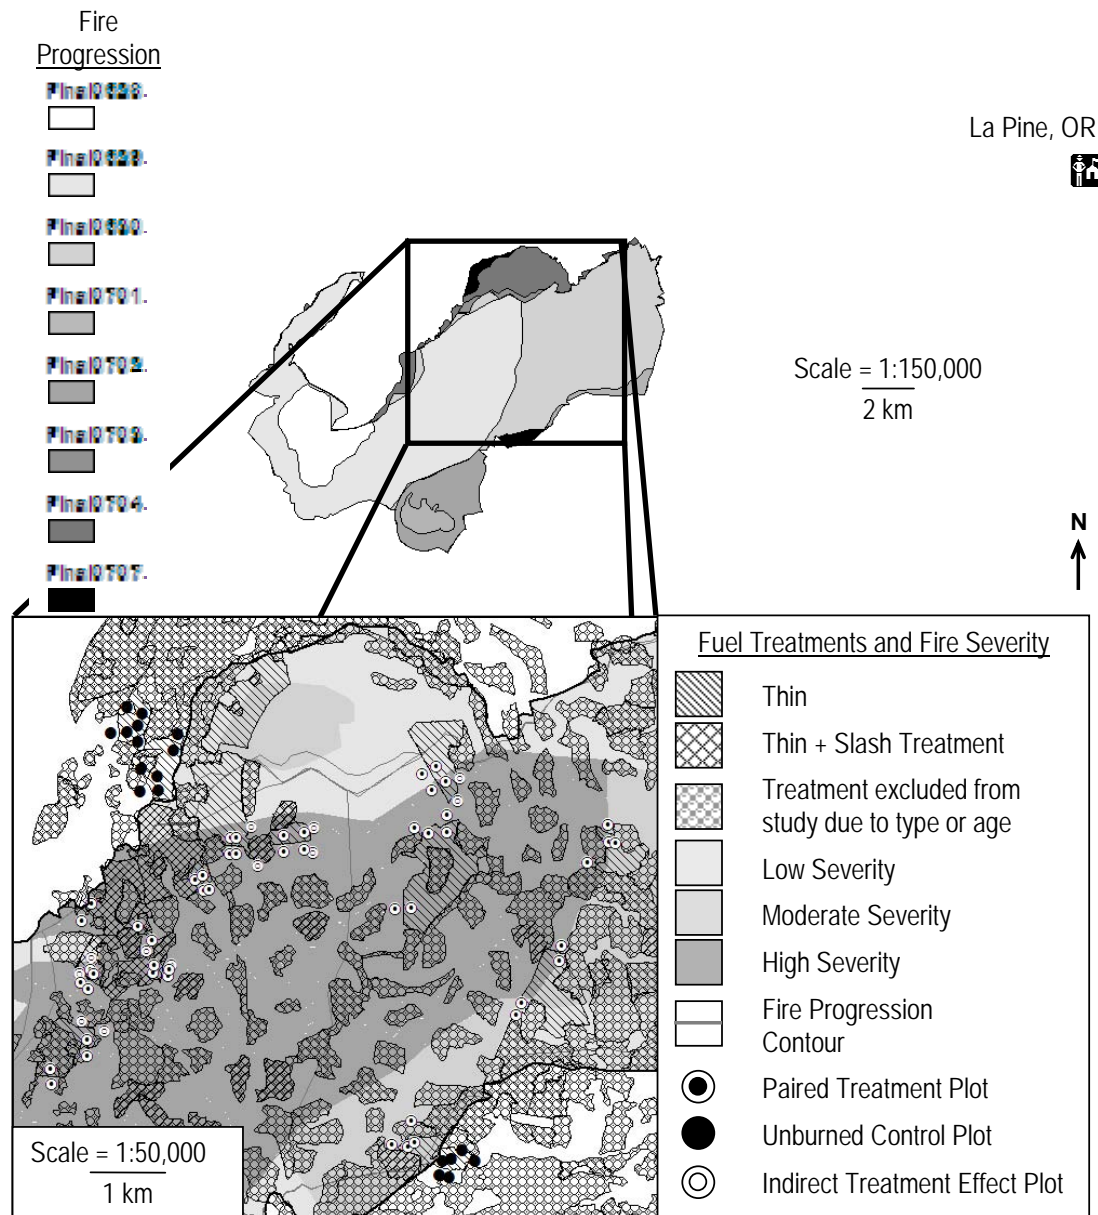 Fire
Progression
La Pine, OR
Scale = 1:150,000
2 km
N
Fuel Treatments and Fire Severity
Thin
Thin + Slash Treatment
Treatment excluded from
study due to type or age
Low Severity
Moderate Severity
High Severity
Fire Progression
Contour
Paired Treatment Plot
Unburned Control Plot
Indirect Treatment Effect Plot
Scale = 1:50,000
1 km